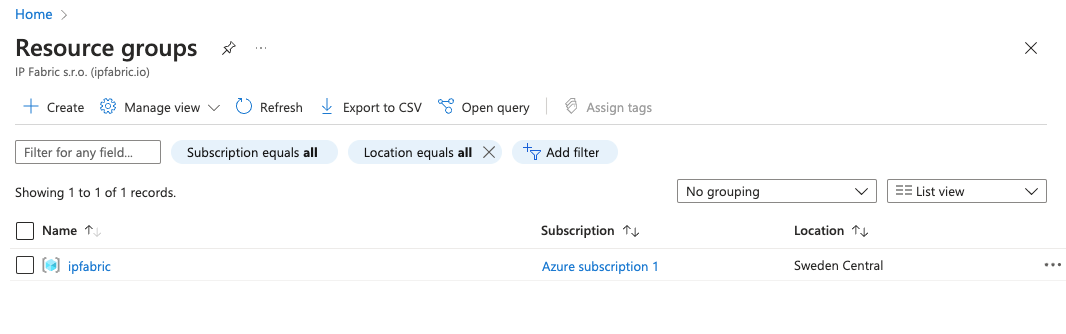 Home
Resource groups
IP Fabric s.r.o. (ipfabric.io)
Create Manage view Refresh Export to CSV Open query Assign tags
Filter for any field... Subscription equals all Location equals all Add filter
Showing 1 to 1 of 1 records.
No grouping List view
Name Subscription Location
ipfabric Azure subscription 1 Sweden Central